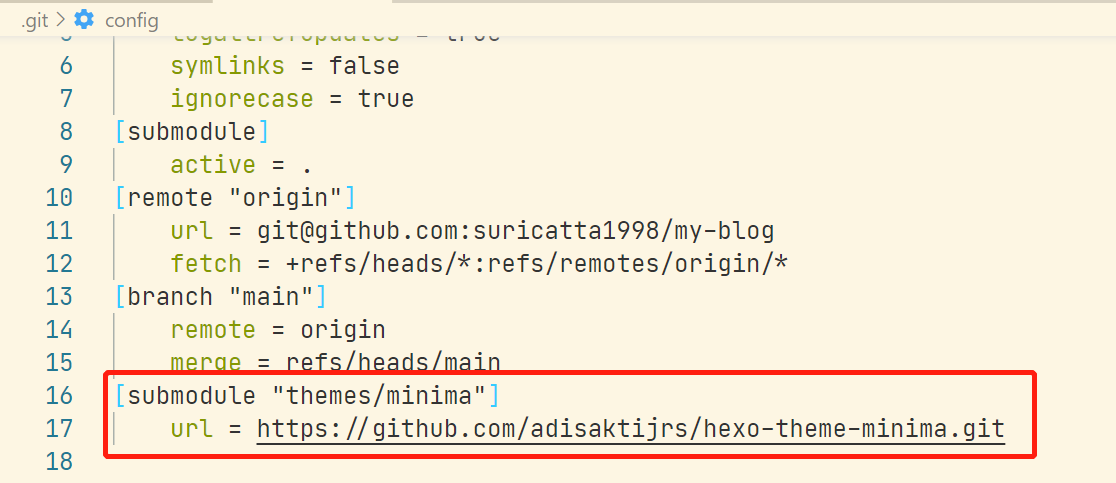 .git > config
= true
6 symlinks = false
7 ignorecase = true
8 [submodule]
9 active = .
10 [remote "origin"]
11 url = git@github.com:suricatta1998/my-blog
12 fetch = +refs/heads/*:refs/remotes/origin/*
13 [branch "main"]
14 remote = origin
15 merge = refs/heads/main
16 [submodule "themes/minima"]
17 url = https://github.com/adisaktijrs/hexo-theme-minima.git
18